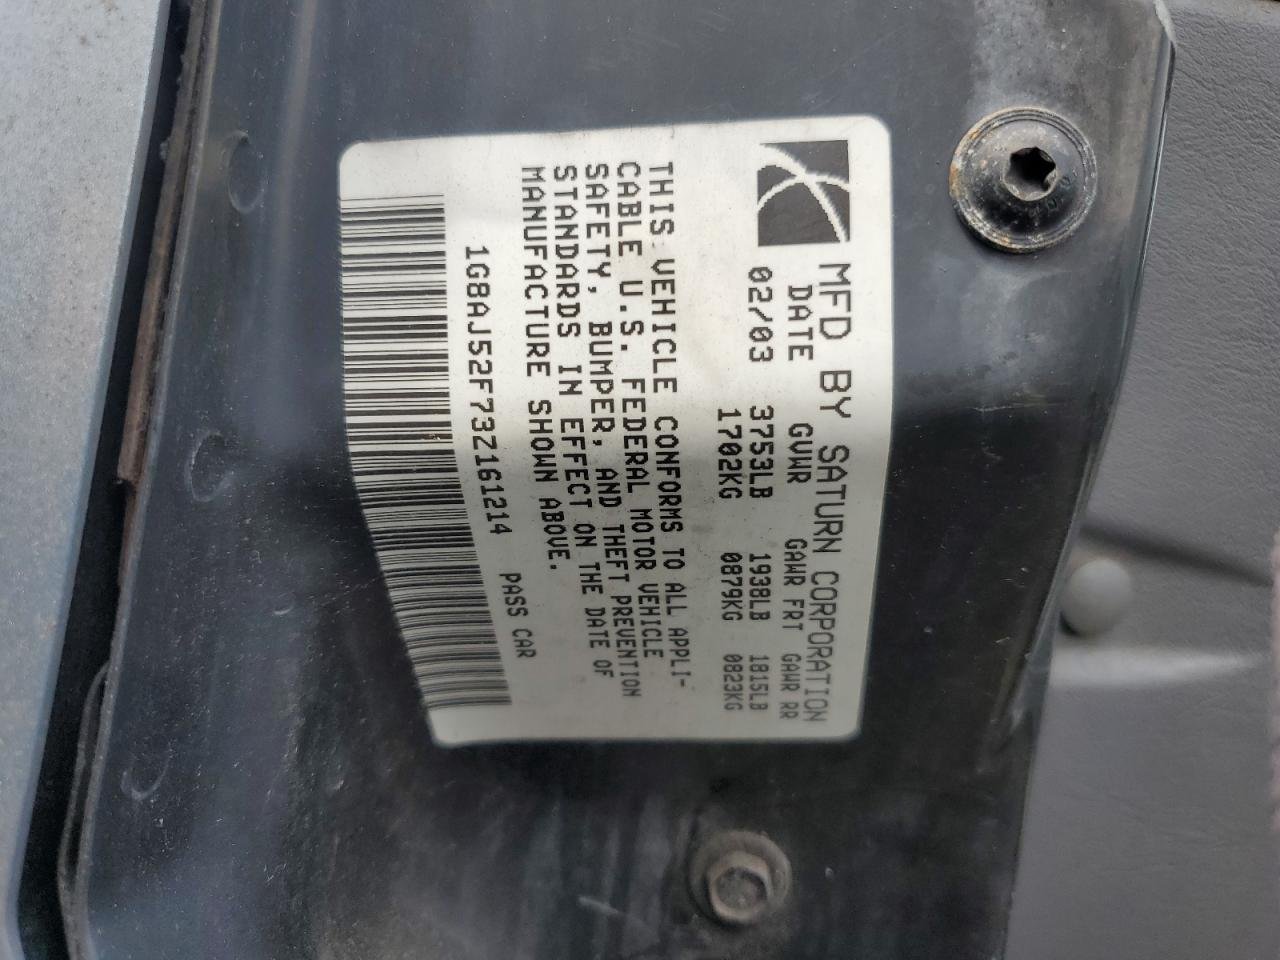 MFD BY SATURN CORPORATION
DATE GVWR GAWR FRT GAWR RR
02/03 3753LB 1938LB 1815LB
1702KG 0879KG 0823KG
THIS VEHICLE CONFORMS TO ALL APPLI-
CABLE U.S. FEDERAL MOTOR VEHICLE
SAFETY, BUMPER, AND THEFT PREVENTION
STANDARDS IN EFFECT ON THE DATE OF
MANUFACTURE SHOWN ABOVE.
1G8AJ52F73Z161214 PASS CAR